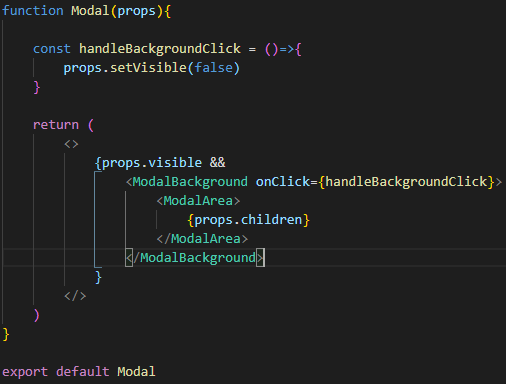 function Modal(props){
const handleBackgroundClick = ()=>{
props.setVisible(false)
}
return (
<>
{props.visible &&
<ModalBackground onClick={handleBackgroundClick}>
<ModalArea>
{props.children}
</ModalArea>
</ModalBackground>
}
</>
)
}
export default Modal